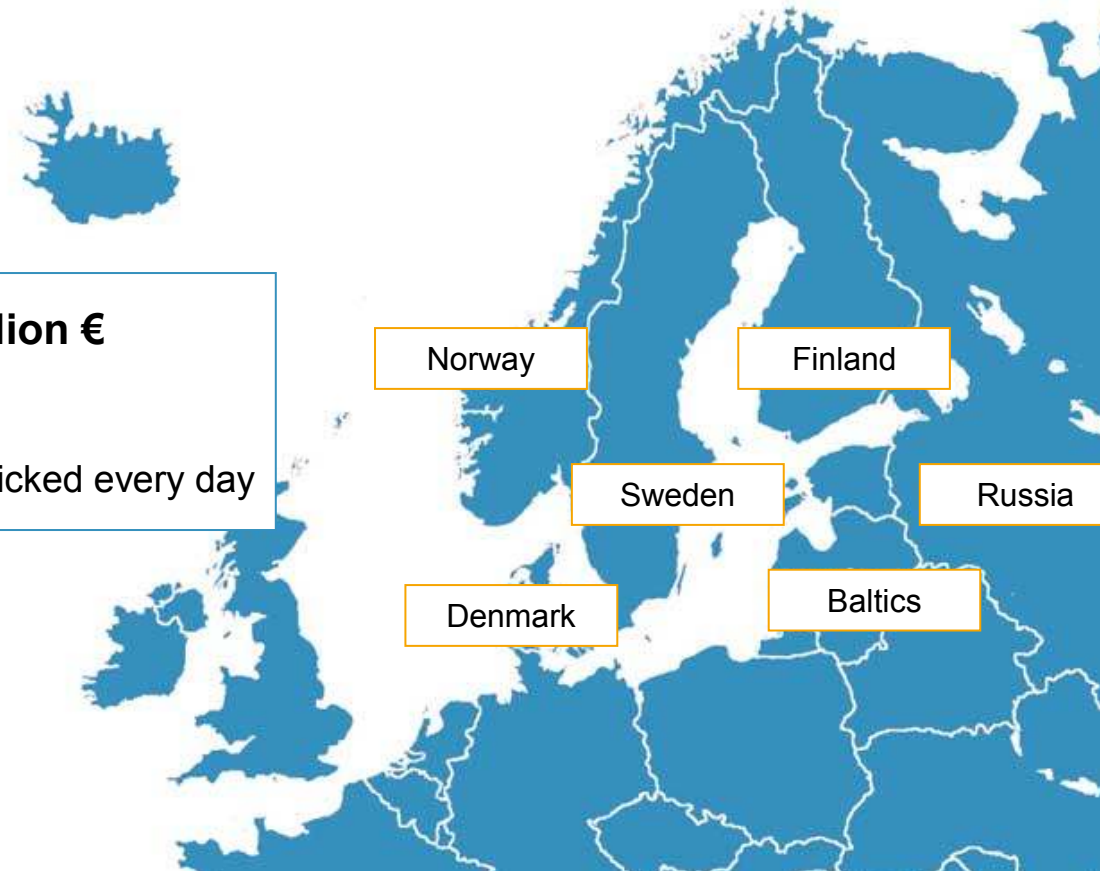 lion €
icked every day
Norway
Finland
Sweden
Russia
Denmark
Baltics